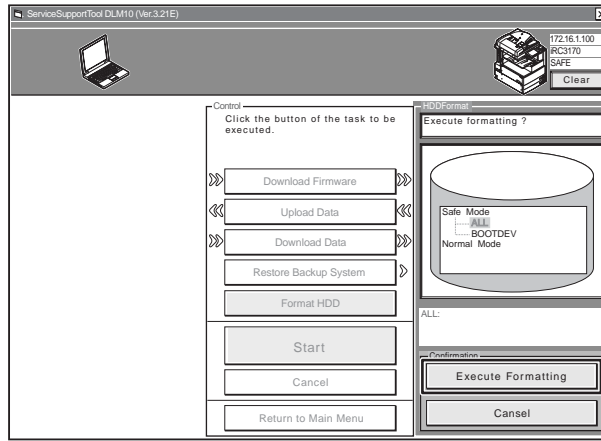 ServiceSupportTool DLM10 (Ver.3.21E)
172.16.1.100
iRC3170
SAFE
Clear
Control
Click the button of the task to be
executed.
Download Firmware
Upload Data
Download Data
Restore Backup System
Format HDD
Start
Cancel
Return to Main Menu
HDDFormat
Execute formatting ?
Safe Mode
ALL
BOOTDEV
Normal Mode
ALL:
Confirmation
Execute Formatting
Cansel